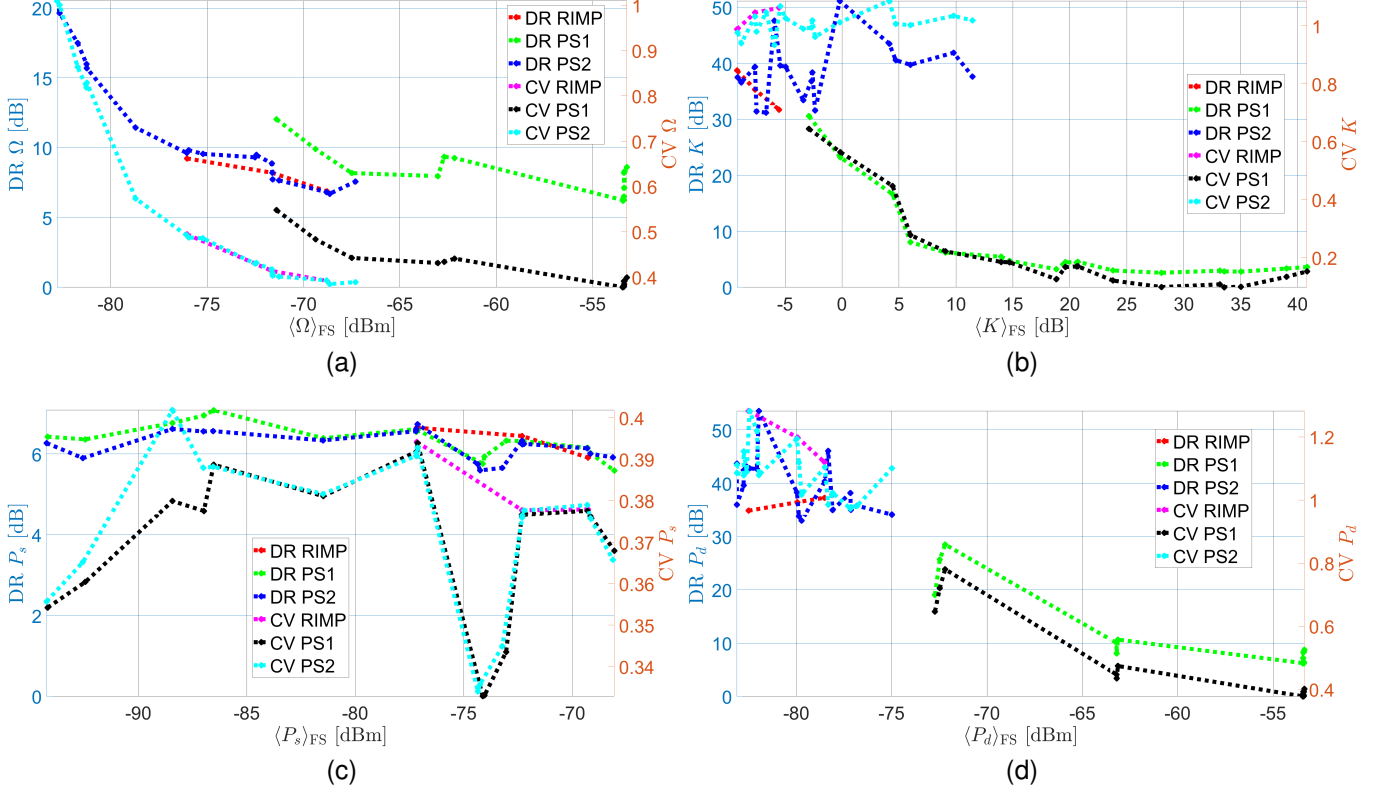 DR Ω [dB]
20
15
10
5
0
1
0.9
0.8
0.7
0.6
0.5
0.4
CV Ω
DR RIMP
DR PS1
DR PS2
CV RIMP
CV PS1
CV PS2
-80 -75 -70 -65 -60 -55
⟨Ω⟩FS [dBm]
(a)
DR K [dB]
50
40
30
20
10
0
1
0.8
0.6
0.4
0.2
CV K
DR RIMP
DR PS1
DR PS2
CV RIMP
CV PS1
CV PS2
-5 0 5 10 15 20 25 30 35 40
⟨K⟩FS [dB]
(b)
DR Ps [dB]
6
4
2
0
0.4
0.39
0.38
0.37
0.36
0.35
0.34
CV Ps
DR RIMP
DR PS1
DR PS2
CV RIMP
CV PS1
CV PS2
-90 -85 -80 -75 -70
⟨Ps⟩FS [dBm]
(c)
DR Pd [dB]
50
40
30
20
10
0
1.2
1
0.8
0.6
0.4
CV Pd
DR RIMP
DR PS1
DR PS2
CV RIMP
CV PS1
CV PS2
-80 -75 -70 -65 -60 -55
⟨Pd⟩FS [dBm]
(d)